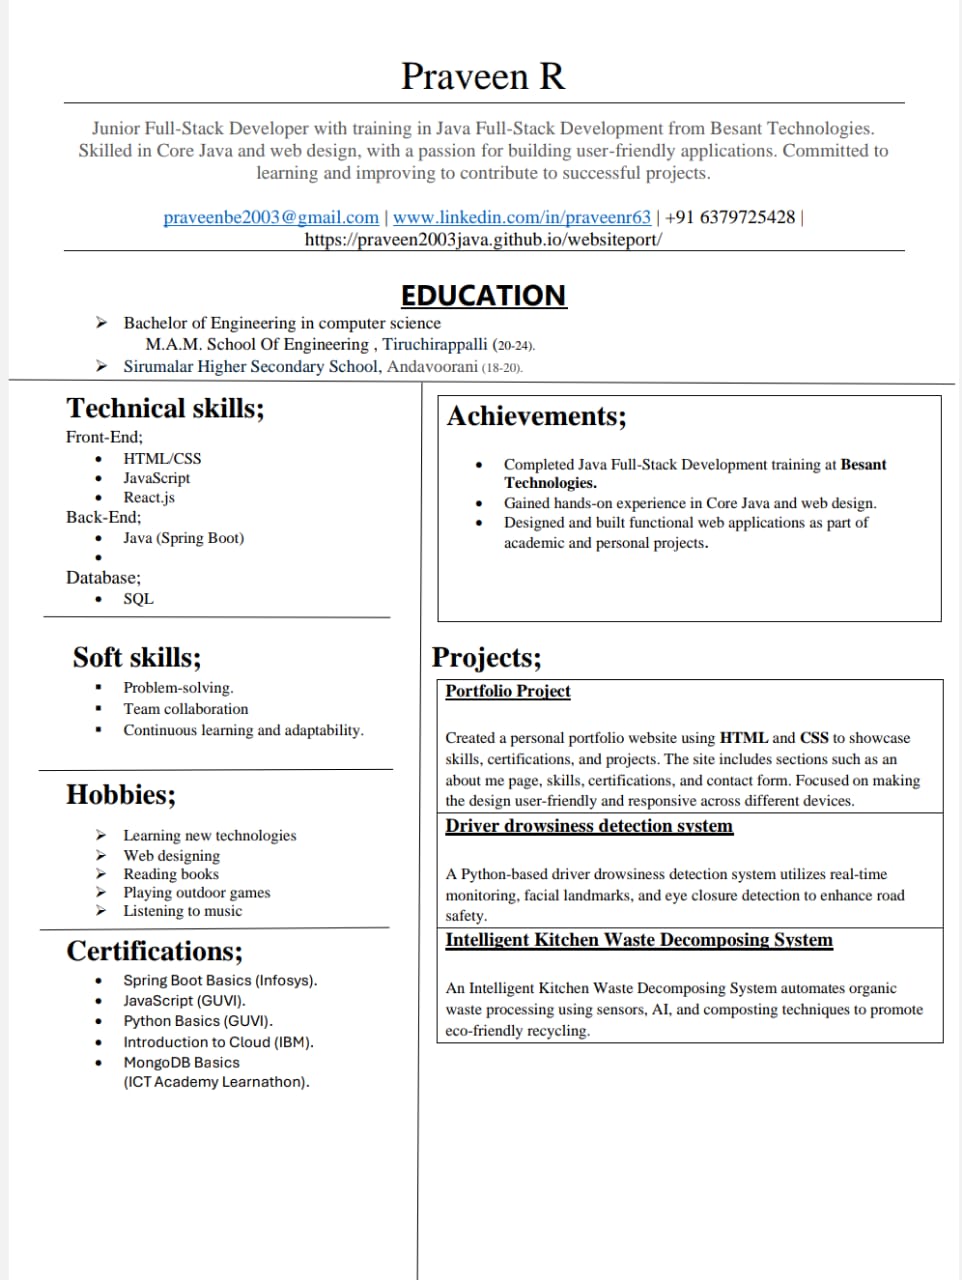 Praveen R
Junior Full-Stack Developer with training in Java Full-Stack Development from Besant Technologies.
Skilled in Core Java and web design, with a passion for building user-friendly applications. Committed to
learning and improving to contribute to successful projects.
praveenbe2003@gmail.com | www.linkedin.com/in/praveenr63 | +91 6379725428 |
https://praveen2003java.github.io/websiteport/
EDUCATION
➢ Bachelor of Engineering in computer science
M.A.M. School Of Engineering , Tiruchirappalli (20-24).
➢ Sirumalar Higher Secondary School, Andavoorani (18-20).
Technical skills;
Front-End;
• HTML/CSS
• JavaScript
• React.js
Back-End;
• Java (Spring Boot)
•
Database;
• SQL
Soft skills;
▪ Problem-solving.
▪ Team collaboration
▪ Continuous learning and adaptability.
Hobbies;
➢ Learning new technologies
➢ Web designing
➢ Reading books
➢ Playing outdoor games
➢ Listening to music
Certifications;
• Spring Boot Basics (Infosys).
• JavaScript (GUVI).
• Python Basics (GUVI).
• Introduction to Cloud (IBM).
• MongoDB Basics
(ICT Academy Learnathon).
Achievements;
• Completed Java Full-Stack Development training at Besant
Technologies.
• Gained hands-on experience in Core Java and web design.
• Designed and built functional web applications as part of
academic and personal projects.
Projects;
Portfolio Project
Created a personal portfolio website using HTML and CSS to showcase
skills, certifications, and projects. The site includes sections such as an
about me page, skills, certifications, and contact form. Focused on making
the design user-friendly and responsive across different devices.
Driver drowsiness detection system
A Python-based driver drowsiness detection system utilizes real-time
monitoring, facial landmarks, and eye closure detection to enhance road
safety.
Intelligent Kitchen Waste Decomposing System
An Intelligent Kitchen Waste Decomposing System automates organic
waste processing using sensors, AI, and composting techniques to promote
eco-friendly recycling.